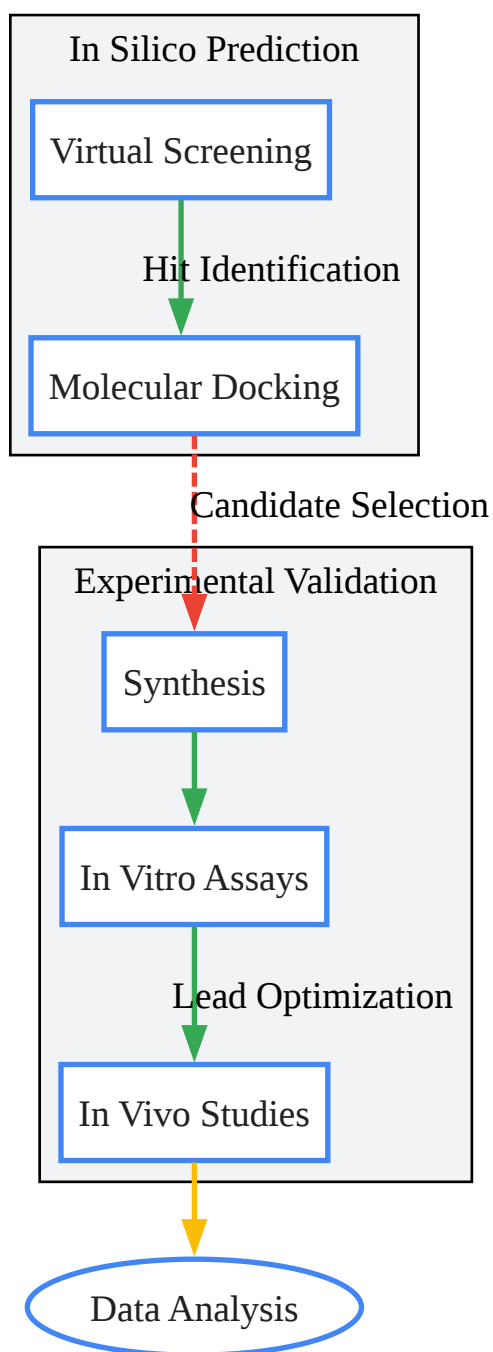 In Silico Prediction
Virtual Screening
Hit Identification
Molecular Docking
Candidate Selection
Experimental Validation
Synthesis
In Vitro Assays
Lead Optimization
In Vivo Studies
Data Analysis